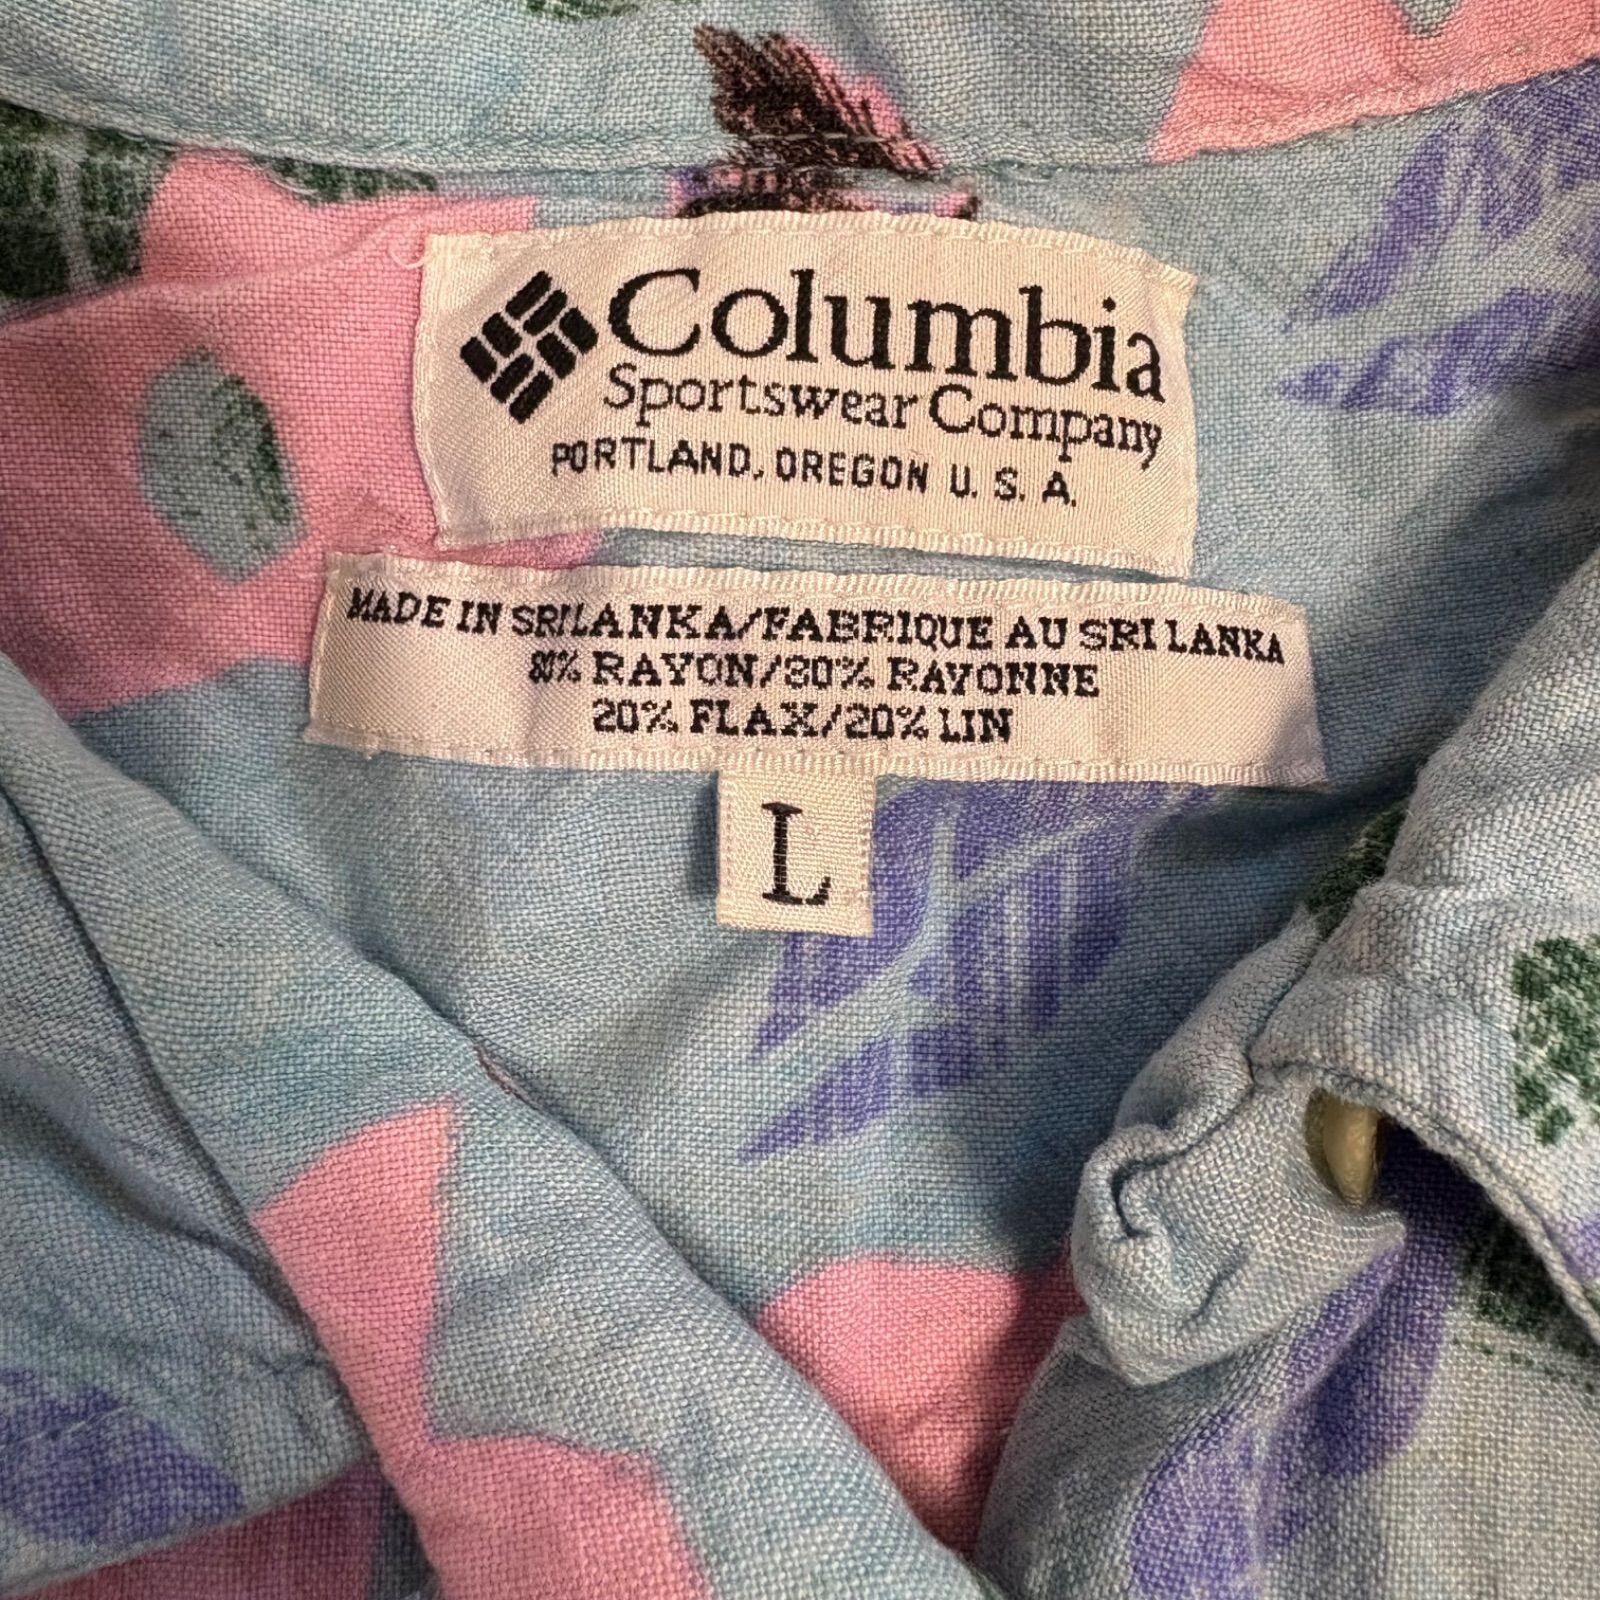 Columbia
Sportswear Company
PORTLAND, OREGON U. S. A.
MADE IN SRI LANKA/FABRIQUE AU SRI LANKA
80% RAYON/80% RAYONNE
20% FLAX/20% LIN
L